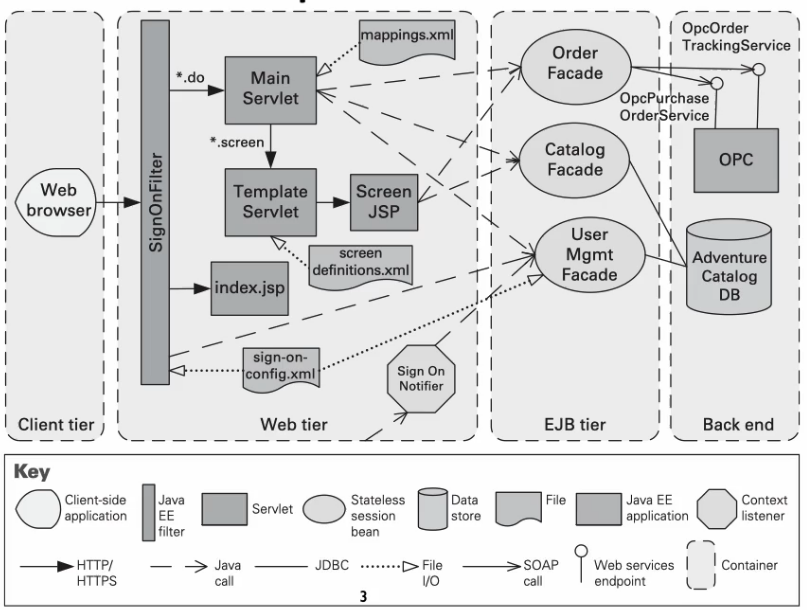 OpcOrder
TrackingService
mappings.xml
Order
Facade
*.do
Main
Servlet
OpcPurchase
OrderService
*.screen
Catalog
Facade
OPC
Web
browser
SignOnFilter
Template
Servlet
Screen
JSP
User
Mgmt
Facade
screen
definitions.xml
Adventure
Catalog
DB
index.jsp
sign-on-
config.xml
Sign On
Notifier
Client tier
Web tier
EJB tier
Back end
Key
Client-side
application
Java
EE
filter
Servlet
Stateless
session
bean
Data
store
File
Java EE
application
Context
listener
HTTP/
HTTPS
Java
call
JDBC
File
I/O
SOAP
call
Web services
endpoint
Container
3